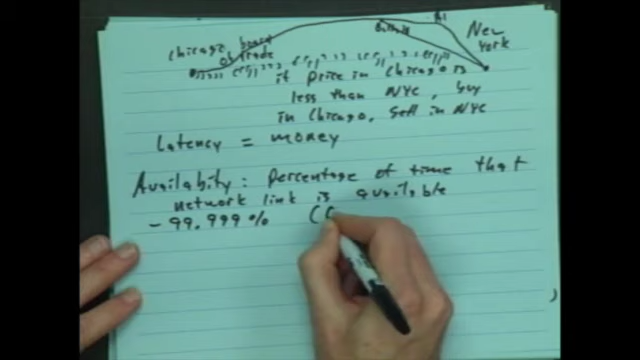 Chicago board
of trade
Buffalo
New
York
if price in Chicago is
less than NYC, buy
in Chicago, sell in NYC
Latency = money
Availability: Percentage of time that
network link is available
- 99.999% (